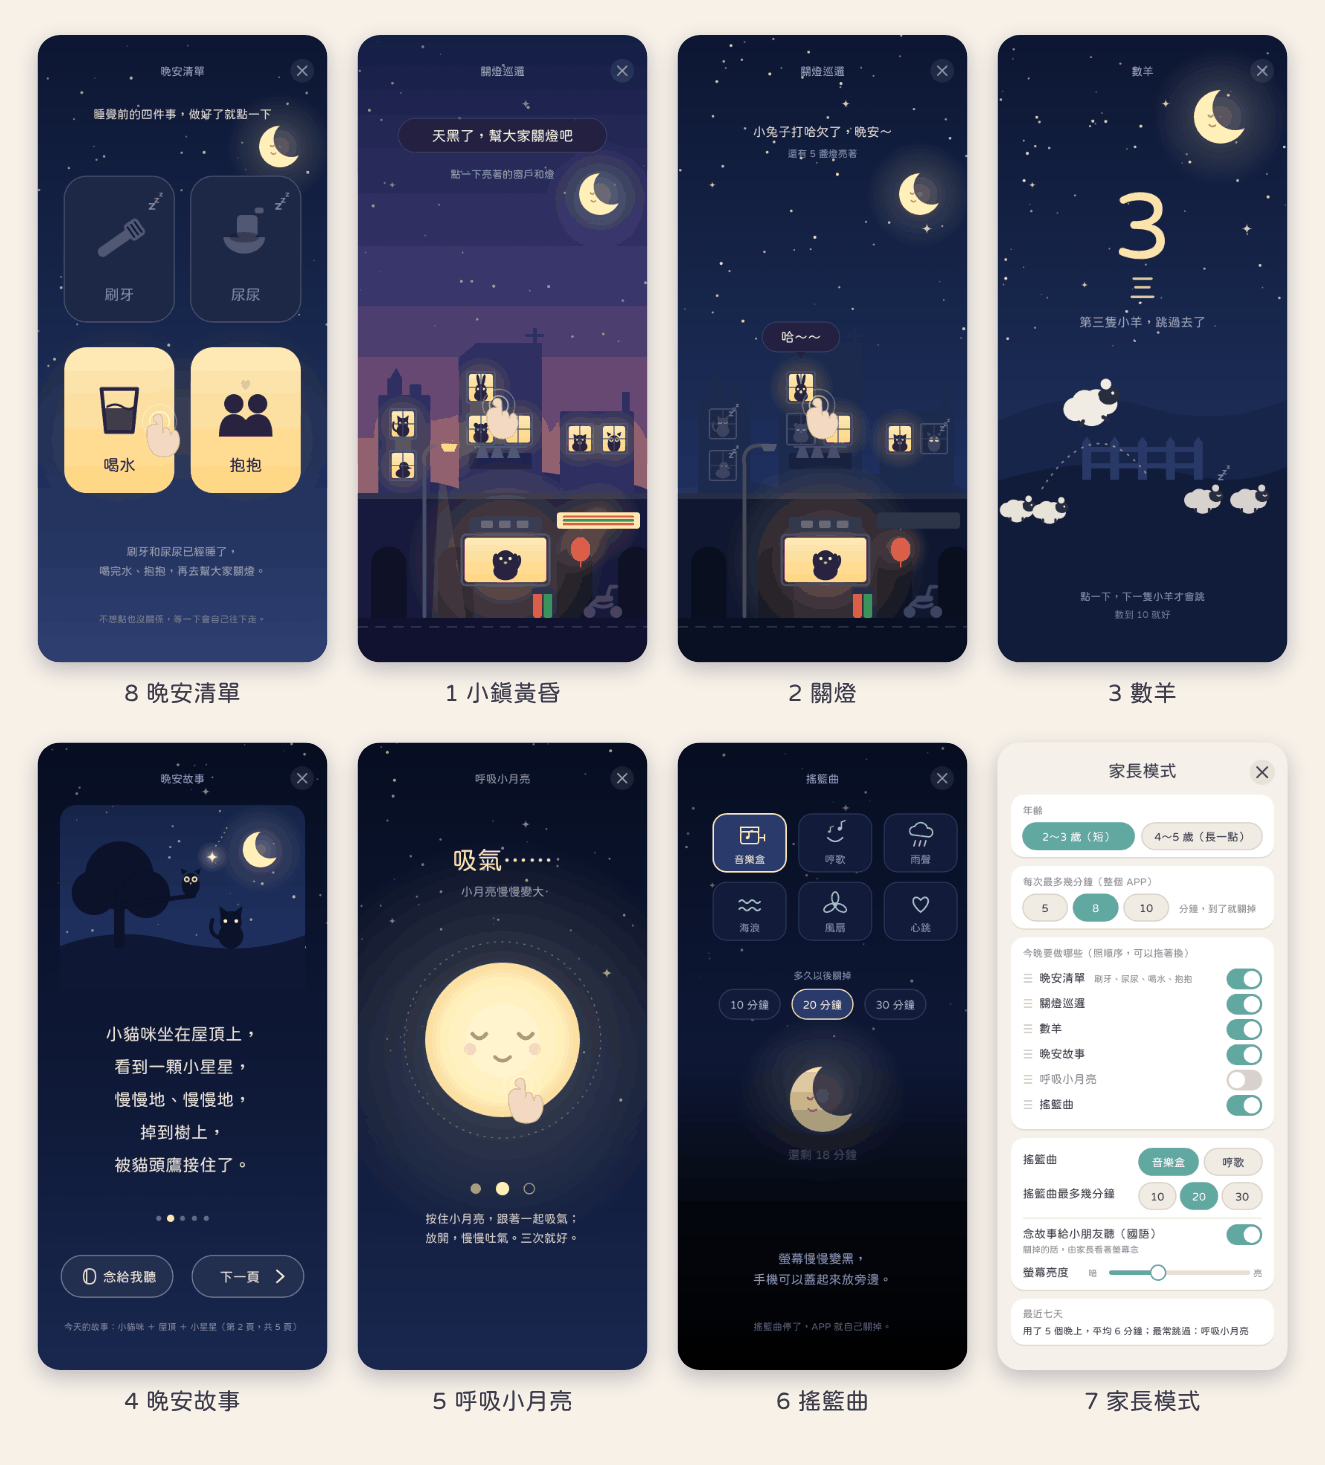 晚安清單
睡覺前的四件事，做好了就點一下
z z z
z z z
刷牙
尿尿
喝水
抱抱
刷牙和尿尿已經睡了，
喝完水、抱抱，再去幫大家關燈。
不想點也沒關係，等一下會自己往下走。
8 晚安清單
關燈巡邏
天黑了，幫大家關燈吧
點一下亮著的窗戶和燈
1 小鎮黃昏
關燈巡邏
小兔子打哈欠了，晚安～
還有 5 盞燈亮著
哈～～
2 關燈
數羊
3
三
第三隻小羊，跳過去了
z z z
點一下，下一隻小羊才會跳
數到 10 就好
3 數羊
晚安故事
小貓咪坐在屋頂上，
看到一顆小星星，
慢慢地、慢慢地，
掉到樹上，
被貓頭鷹接住了。
念給我聽
下一頁
今天的故事：小貓咪 + 屋頂 + 小星星（第 2 頁，共 5 頁）
4 晚安故事
呼吸小月亮
吸氣⋯⋯
小月亮慢慢變大
按住小月亮，跟著一起吸氣；
放開，慢慢吐氣。三次就好。
5 呼吸小月亮
搖籃曲
音樂盒
哼歌
雨聲
海浪
風扇
心跳
多久以後關掉
10 分鐘
20 分鐘
30 分鐘
還剩 18 分鐘
螢幕慢慢變黑，
手機可以蓋起來放旁邊。
搖籃曲停了，APP 就自己關掉。
6 搖籃曲
家長模式
年齡
2～3 歲（短）
4～5 歲（長一點）
每次最多幾分鐘（整個 APP）
5
8
10
分鐘，到了就關掉
今晚要做哪些（照順序，可以拖著換）
晚安清單 刷牙、尿尿、喝水、抱抱
關燈巡邏
數羊
晚安故事
呼吸小月亮
搖籃曲
搖籃曲
音樂盒
哼歌
搖籃曲最多幾分鐘
10
20
30
念故事給小朋友聽（國語）
關掉的話，由家長看著螢幕念
螢幕亮度
暗
亮
最近七天
用了 5 個晚上，平均 6 分鐘；最常跳過：呼吸小月亮
7 家長模式